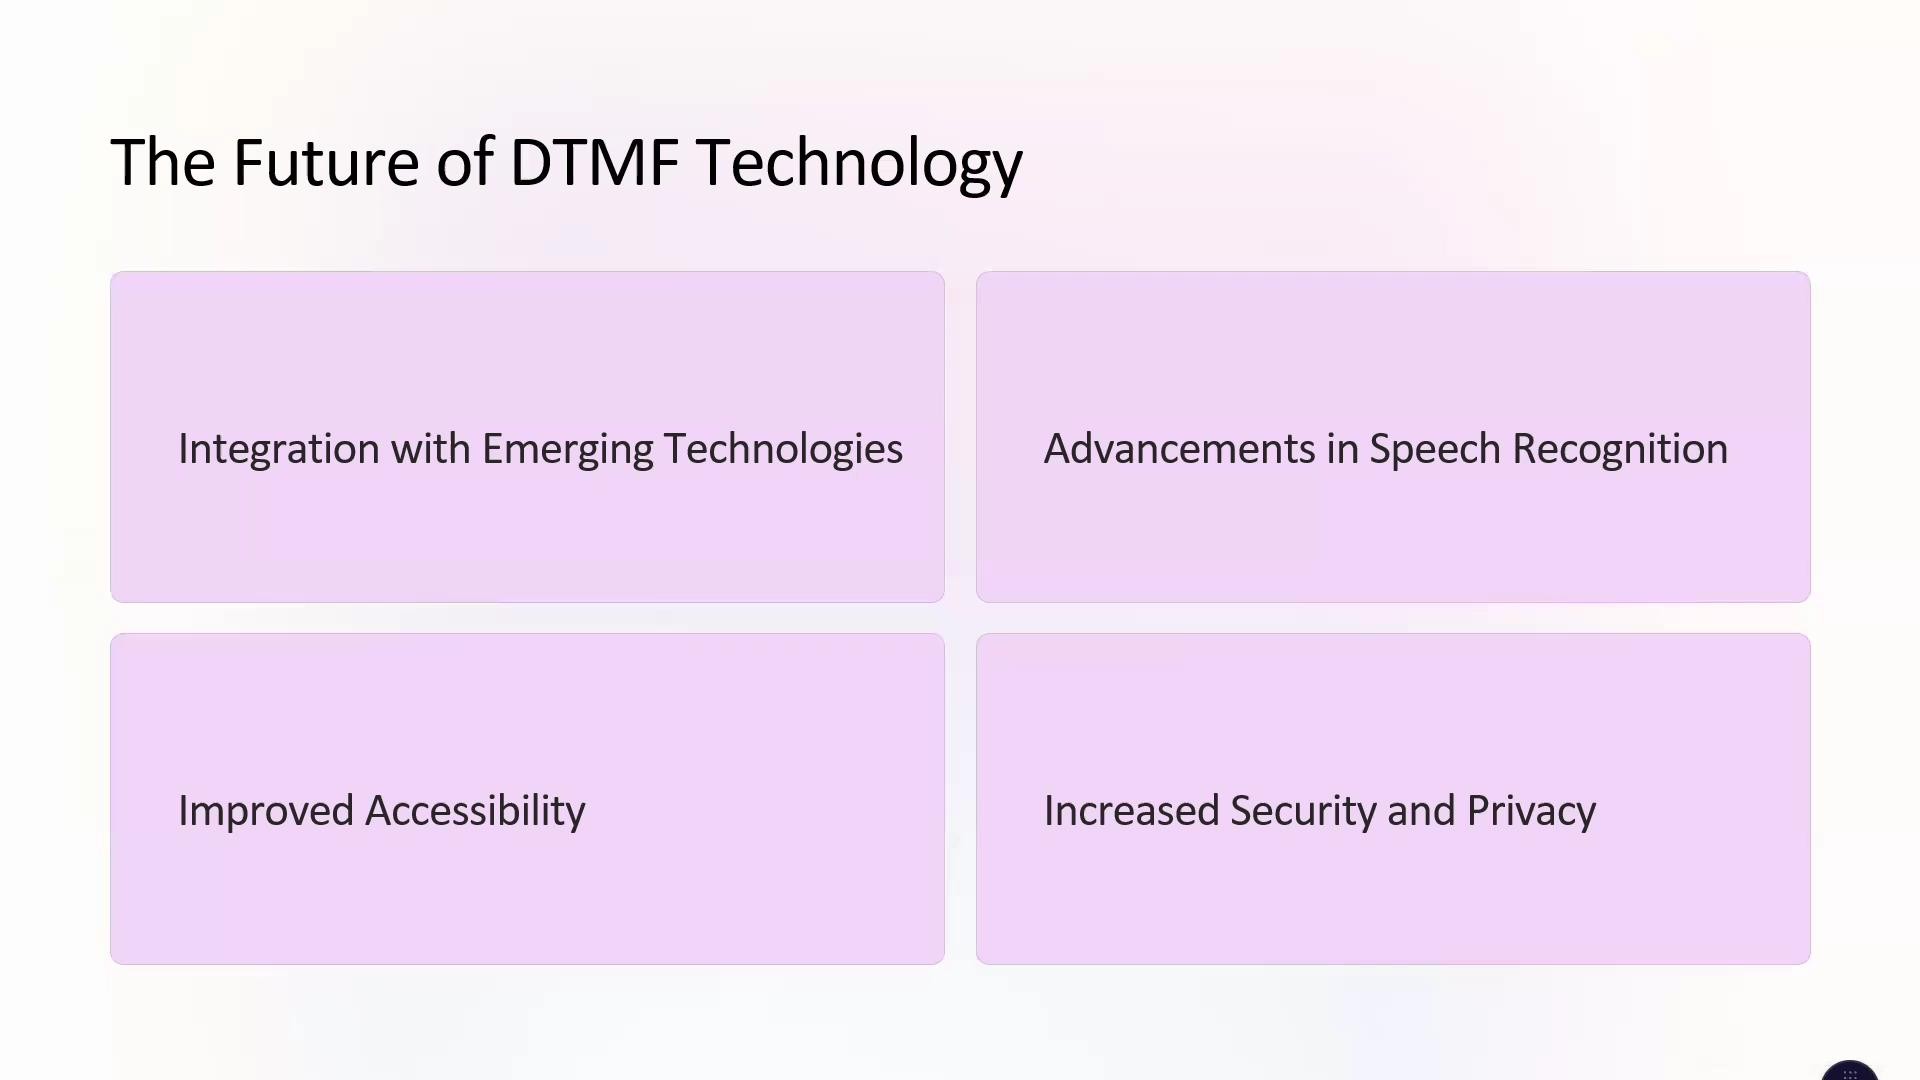 The Future of DTMF Technology
Integration with Emerging Technologies
Advancements in Speech Recognition
Improved Accessibility
Increased Security and Privacy